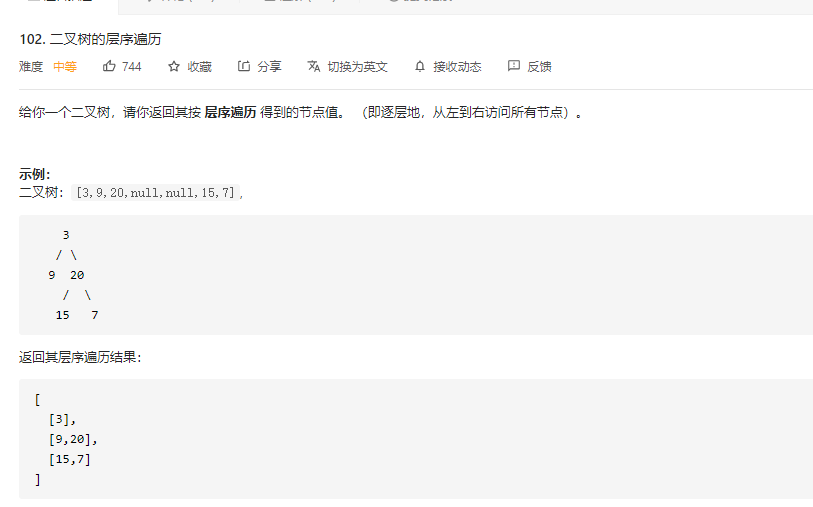 102. 二叉树的层序遍历
难度 中等 744 收藏 分享 切换为英文 接收动态 反馈
给你一个二叉树，请你返回其按 层序遍历 得到的节点值。 （即逐层地，从左到右访问所有节点）。
示例：
二叉树：[3,9,20,null,null,15,7],
3
/ \
9 20
/ \
15 7
返回其层序遍历结果：
[
[3],
[9,20],
[15,7]
]